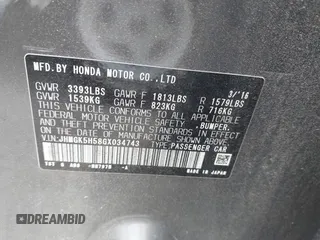 MFD.BY HONDA MOTOR CO.,LTD
3/'16
GVWR 3393LBS GAWR F 1813LBS R 1579LBS
GVWR 1539KG GAWR F 823KG R 716KG
THIS VEHICLE CONFORMS TO ALL APPLICABLE
FEDERAL MOTOR VEHICLE SAFETY, BUMPER,
AND THEFT PREVENTION STANDARDS IN EFFECT
ON THE DATE OF MANUFACTURE SHOWN ABOVE.
V.I.N:JHMGK5H58GX034743 TYPE:PASSENGER CAR
MADE IN JAPAN
DREAMBID